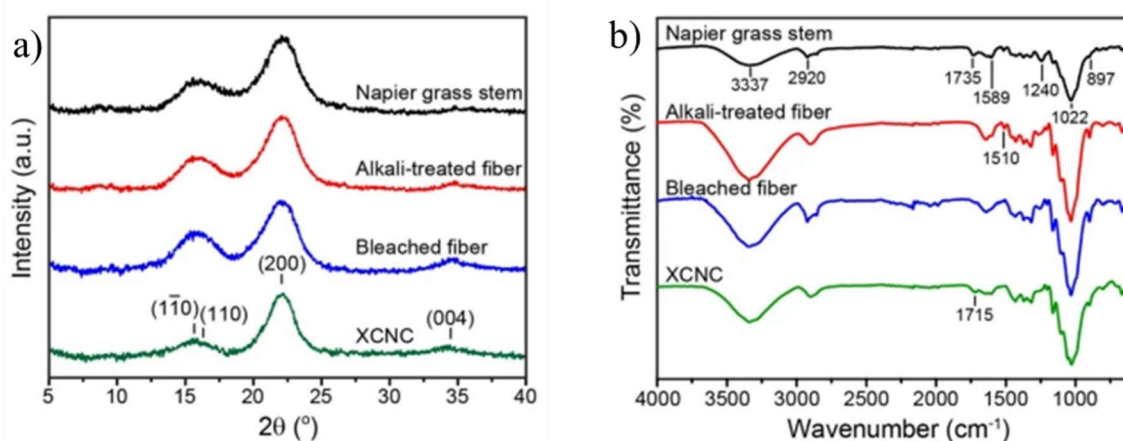 a)
Napier grass stem
Alkali-treated fiber
Bleached fiber
(200)
(11̅0)
(110)
XCNC
(004)
Intensity (a.u.)
5 10 15 20 25 30 35 40
2θ (°)
b)
Napier grass stem
3337
2920
1735
1589
1240
1022
897
Alkali-treated fiber
1510
Bleached fiber
XCNC
1715
Transmittance (%)
4000 3500 3000 2500 2000 1500 1000
Wavenumber (cm⁻¹)